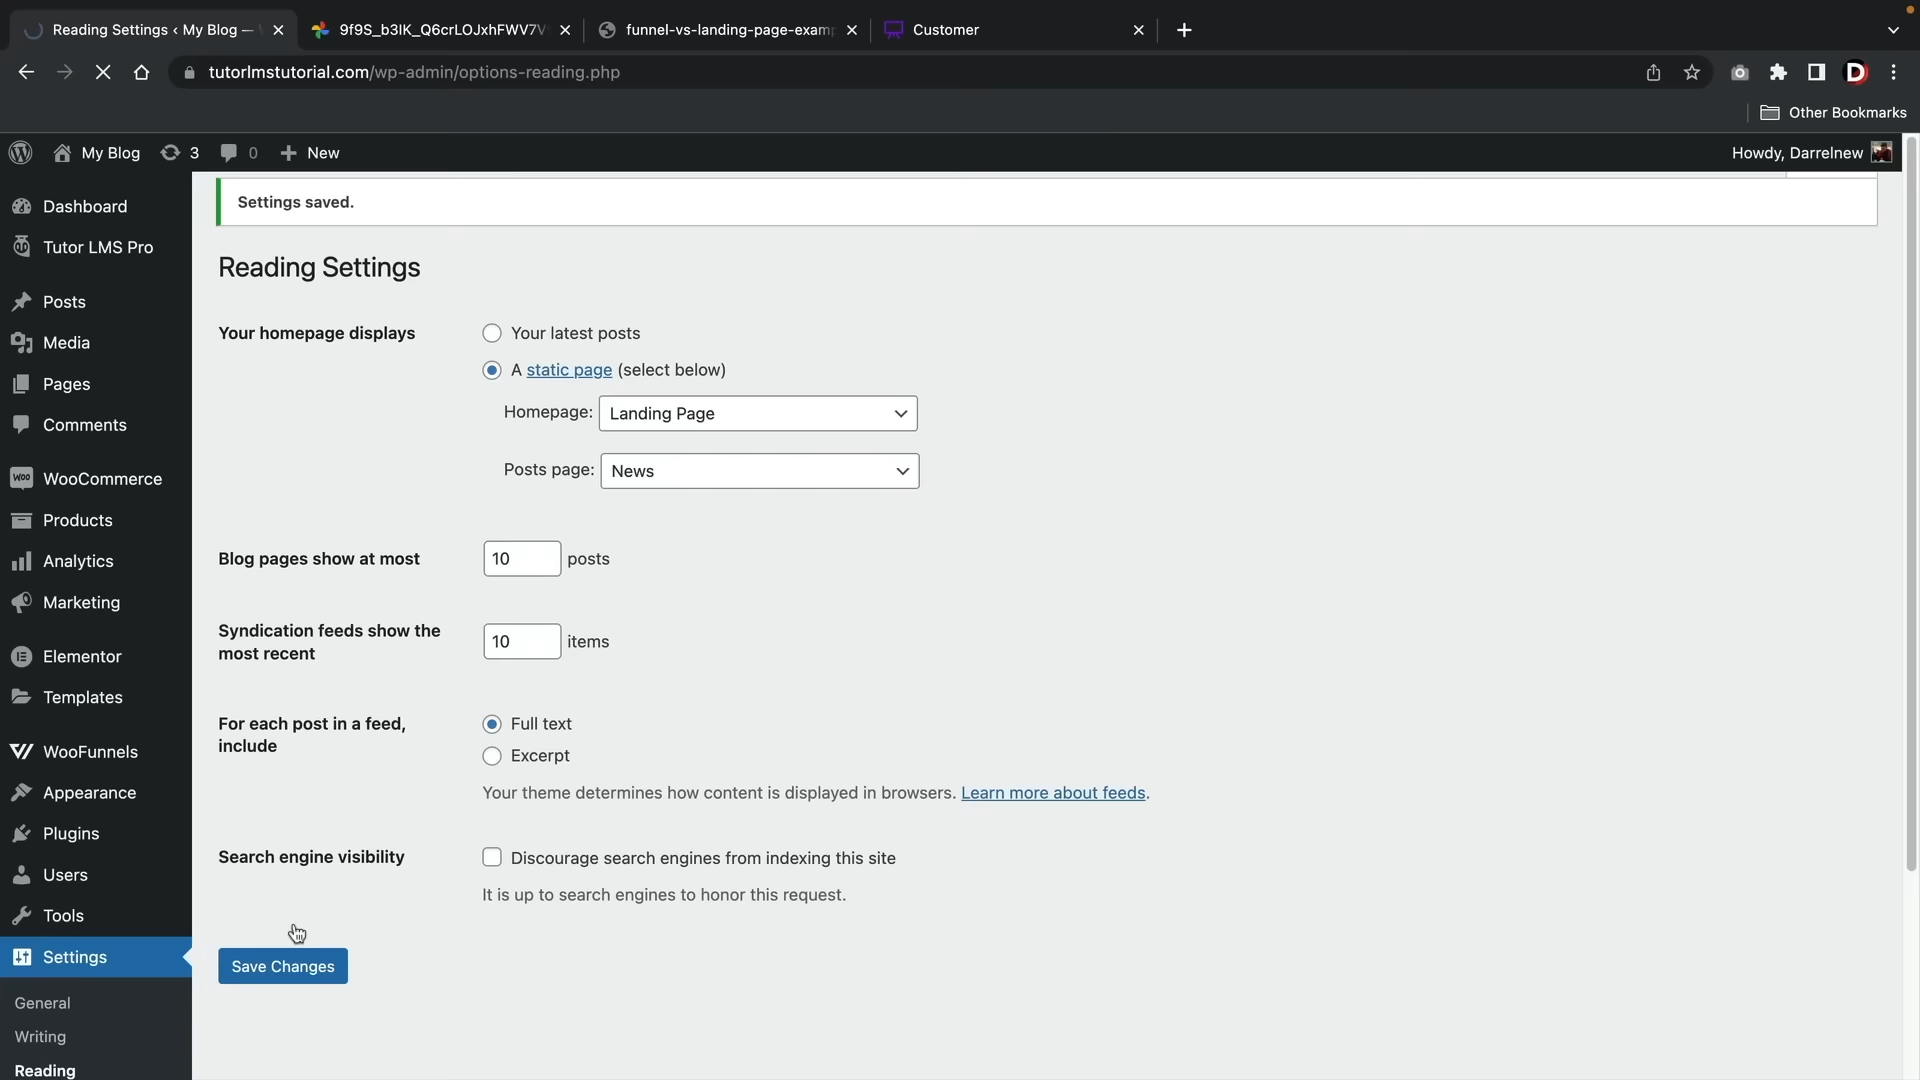 Reading Settings ‹ My Blog —
9f9S_b3IK_Q6crLOJxhFWV7V
funnel-vs-landing-page-exam
Customer
tutorlmstutorial.com/wp-admin/options-reading.php
Other Bookmarks
My Blog
3
0
New
Howdy, Darrelnew
Dashboard
Tutor LMS Pro
Posts
Media
Pages
Comments
WooCommerce
Products
Analytics
Marketing
Elementor
Templates
WooFunnels
Appearance
Plugins
Users
Tools
Settings
General
Writing
Reading
Settings saved.
Reading Settings
Your homepage displays
Your latest posts
A static page (select below)
Homepage: Landing Page
Posts page: News
Blog pages show at most
10 posts
Syndication feeds show the
most recent
10 items
For each post in a feed,
include
Full text
Excerpt
Your theme determines how content is displayed in browsers. Learn more about feeds.
Search engine visibility
Discourage search engines from indexing this site
It is up to search engines to honor this request.
Save Changes